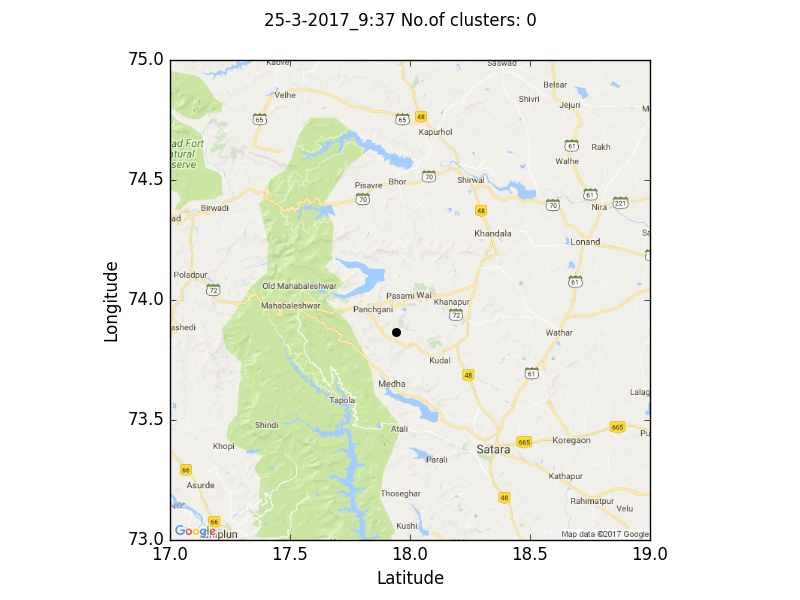 25-3-2017_9:37 No.of clusters: 0
75.0
74.5
74.0
73.5
73.0
Longitude
17.0 17.5 18.0 18.5 19.0
Latitude
Kadve
Saswad
Velhe
Belsar
Shivri
Jejuri
65
65
48
Kapurhol
ad Fort
atural
serve
61
Rakh
Walhe
Pisavre
Bhor
70
Shirwal
70
61
221
70
Nira
Birwadi
ad
48
Khandala
Lonand
Sa
Poladpur
72
Old Mahabaleshwar
68
Mahabaleshwar
Pasarni
Wai
Khanapur
Panchgani
72
ashedi
Wathar
Kudal
Medha
48
61
Tapola
Lalag
Shindi
Atali
665
Pu
Khopi
665
Koregaon
Satara
66
Parali
Asurde
Kathapur
Thoseghar
48
Rahimatpur
Velu
66
Kushi
Google
iplun
Map data ©2017 Google